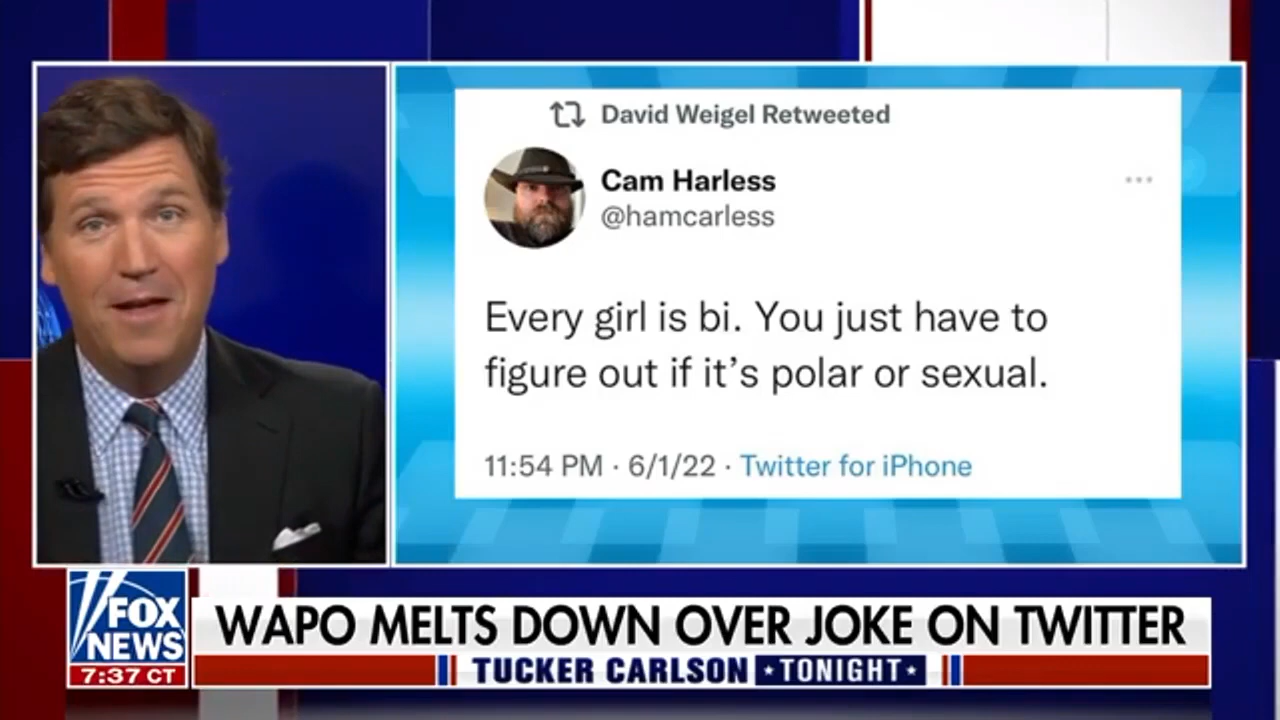 David Weigel Retweeted
Cam Harless
@hamcarless
Every girl is bi. You just have to
figure out if it’s polar or sexual.
11:54 PM · 6/1/22 · Twitter for iPhone
FOX
NEWS
7:37 CT
WAPO MELTS DOWN OVER JOKE ON TWITTER
TUCKER CARLSON TONIGHT